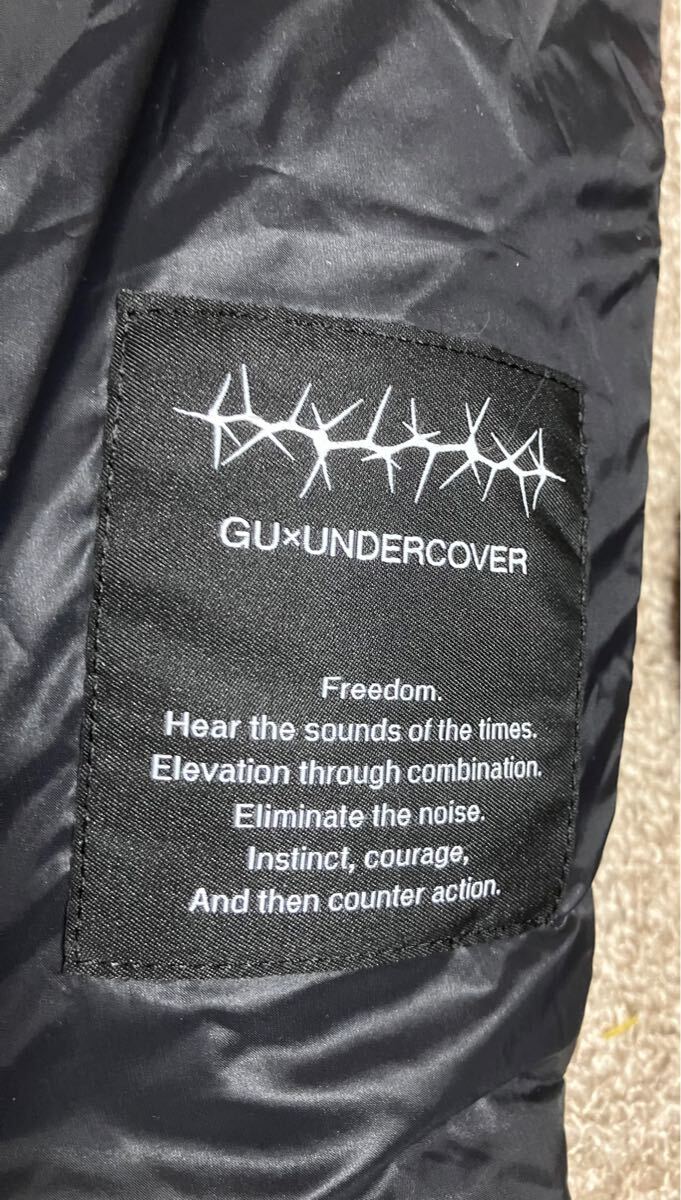 GU×UNDERCOVER
Freedom.
Hear the sounds of the times.
Elevation through combination.
Eliminate the noise.
Instinct, courage,
And then counter action.